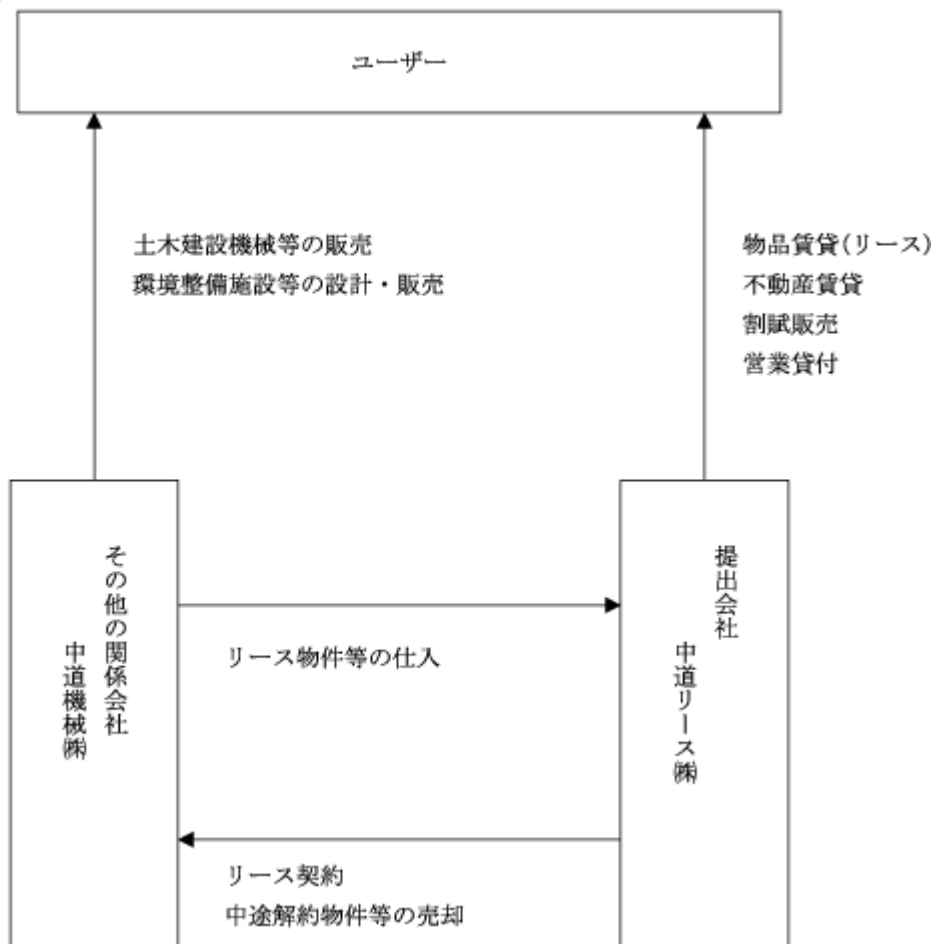 ユーザー
土木建設機械等の販売
環境整備施設等の設計・販売
物品賃貸(リース)
不動産賃貸
割賦販売
営業貸付
その他の関係会社
中道機械㈱
提出会社
中道リース㈱
リース物件等の仕入
リース契約
中途解約物件等の売却